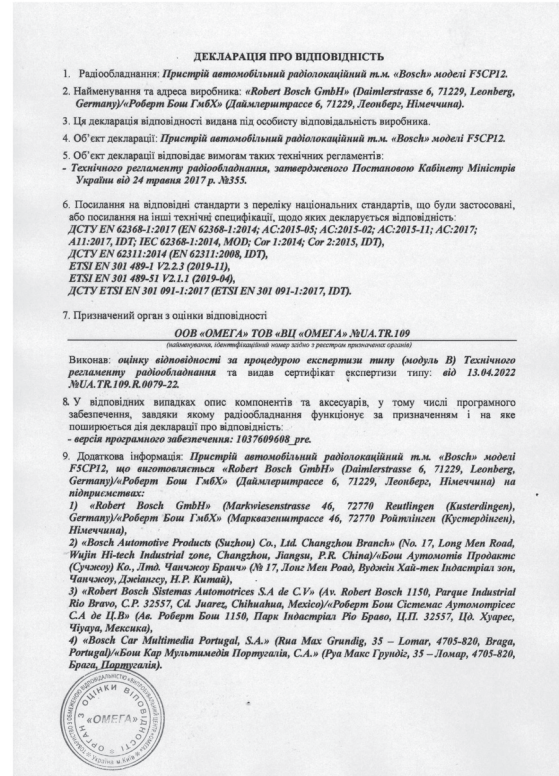 ДЕКЛАРАЦІЯ ПРО ВІДПОВІДНІСТЬ
1. Радіообладнання: Пристрій автомобільний радіолокаційний т.м. «Bosch» моделі F5CP12.
2. Найменування та адреса виробника: «Robert Bosch GmbH» (Daimlerstrasse 6, 71229, Leonberg,
Germany)/«Роберт Бош ГмбХ» (Даймлерштрассе 6, 71229, Леонберг, Німеччина).
3. Ця декларація відповідності видана під особисту відповідальність виробника.
4. Об'єкт декларації: Пристрій автомобільний радіолокаційний т.м. «Bosch» моделі F5CP12.
5. Об'єкт декларації відповідає вимогам таких технічних регламентів:
- Технічного регламенту радіообладнання, затвердженого Постановою Кабінету Міністрів
України від 24 травня 2017 р. №355.
6. Посилання на відповідні стандарти з переліку національних стандартів, що були застосовані,
або посилання на інші технічні специфікації, щодо яких декларується відповідність:
ДСТУ EN 62368-1:2017 (EN 62368-1:2014; AC:2015-05; AC:2015-02; AC:2015-11; AC:2017;
A11:2017, IDT; IEC 62368-1:2014, MOD; Cor 1:2014; Cor 2:2015, IDT),
ДСТУ EN 62311:2014 (EN 62311:2008, IDT),
ETSI EN 301 489-1 V2.2.3 (2019-11),
ETSI EN 301 489-51 V2.1.1 (2019-04),
ДСТУ ETSI EN 301 091-1:2017 (ETSI EN 301 091-1:2017, IDT).
7. Призначений орган з оцінки відповідності
ООВ «ОМЕГА» ТОВ «ВЦ «ОМЕГА» №UA.TR.109
(найменування, ідентифікаційний номер згідно з реєстром призначених органів)
Виконав: оцінку відповідності за процедурою експертизи типу (модуль B) Технічного
регламенту радіообладнання та видав сертифікат експертизи типу: від 13.04.2022
№UA.TR.109.R.0079-22.
8. У відповідних випадках опис компонентів та аксесуарів, у тому числі програмного
забезпечення, завдяки якому радіообладнання функціонує за призначенням і на яке
поширюється дія декларації про відповідність:
- версія програмного забезпечення: 1037609608_pre.
9. Додаткова інформація: Пристрій автомобільний радіолокаційний т.м. «Bosch» моделі
F5CP12, що виготовляється «Robert Bosch GmbH» (Daimlerstrasse 6, 71229, Leonberg,
Germany)/«Роберт Бош ГмбХ» (Даймлерштрассе 6, 71229, Леонберг, Німеччина) на
підприємствах:
1) «Robert Bosch GmbH» (Markwiesenstrasse 46, 72770 Reutlingen (Kusterdingen),
Germany)/«Роберт Бош ГмбХ» (Марквазенштрассе 46, 72770 Ройтлінген (Кустердінген),
Німеччина),
2) «Bosch Automotive Products (Suzhou) Co., Ltd. Changzhou Branch» (No. 17, Long Men Road,
Wujin Hi-tech Industrial zone, Changzhou, Jiangsu, P.R. China)/«Бош Аутомотів Продактс
(Сучжоу) Ко., Лтд. Чанчжоу Бранч» (№ 17, Лонг Мен Роад, Вуджін Хай-тек Індастріал зон,
Чанчжоу, Джіангсу, Н.Р. Китай),
3) «Robert Bosch Sistemas Automotrices S.A de C.V» (Av. Robert Bosch 1150, Parque Industrial
Rio Bravo, C.P. 32557, Cd. Juarez, Chihuahua, Mexico)/«Роберт Бош Сістемас Аутомотрісес
С.А де Ц.В» (Ав. Роберт Бош 1150, Парк Індастріал Ріо Браво, Ц.П. 32557, Цд. Хуарес,
Чіуауа, Мексика),
4) «Bosch Car Multimedia Portugal, S.A.» (Rua Max Grundig, 35 – Lomar, 4705-820, Braga,
Portugal)/«Бош Кар Мультимедія Португалія, С.А.» (Руа Макс Грундіг, 35 – Ломар, 4705-820,
Брага, Португалія).
ОРГАН З ОЦІНКИ ВІДПОВІДНОСТІ
«ОМЕГА»
Україна м.Київ